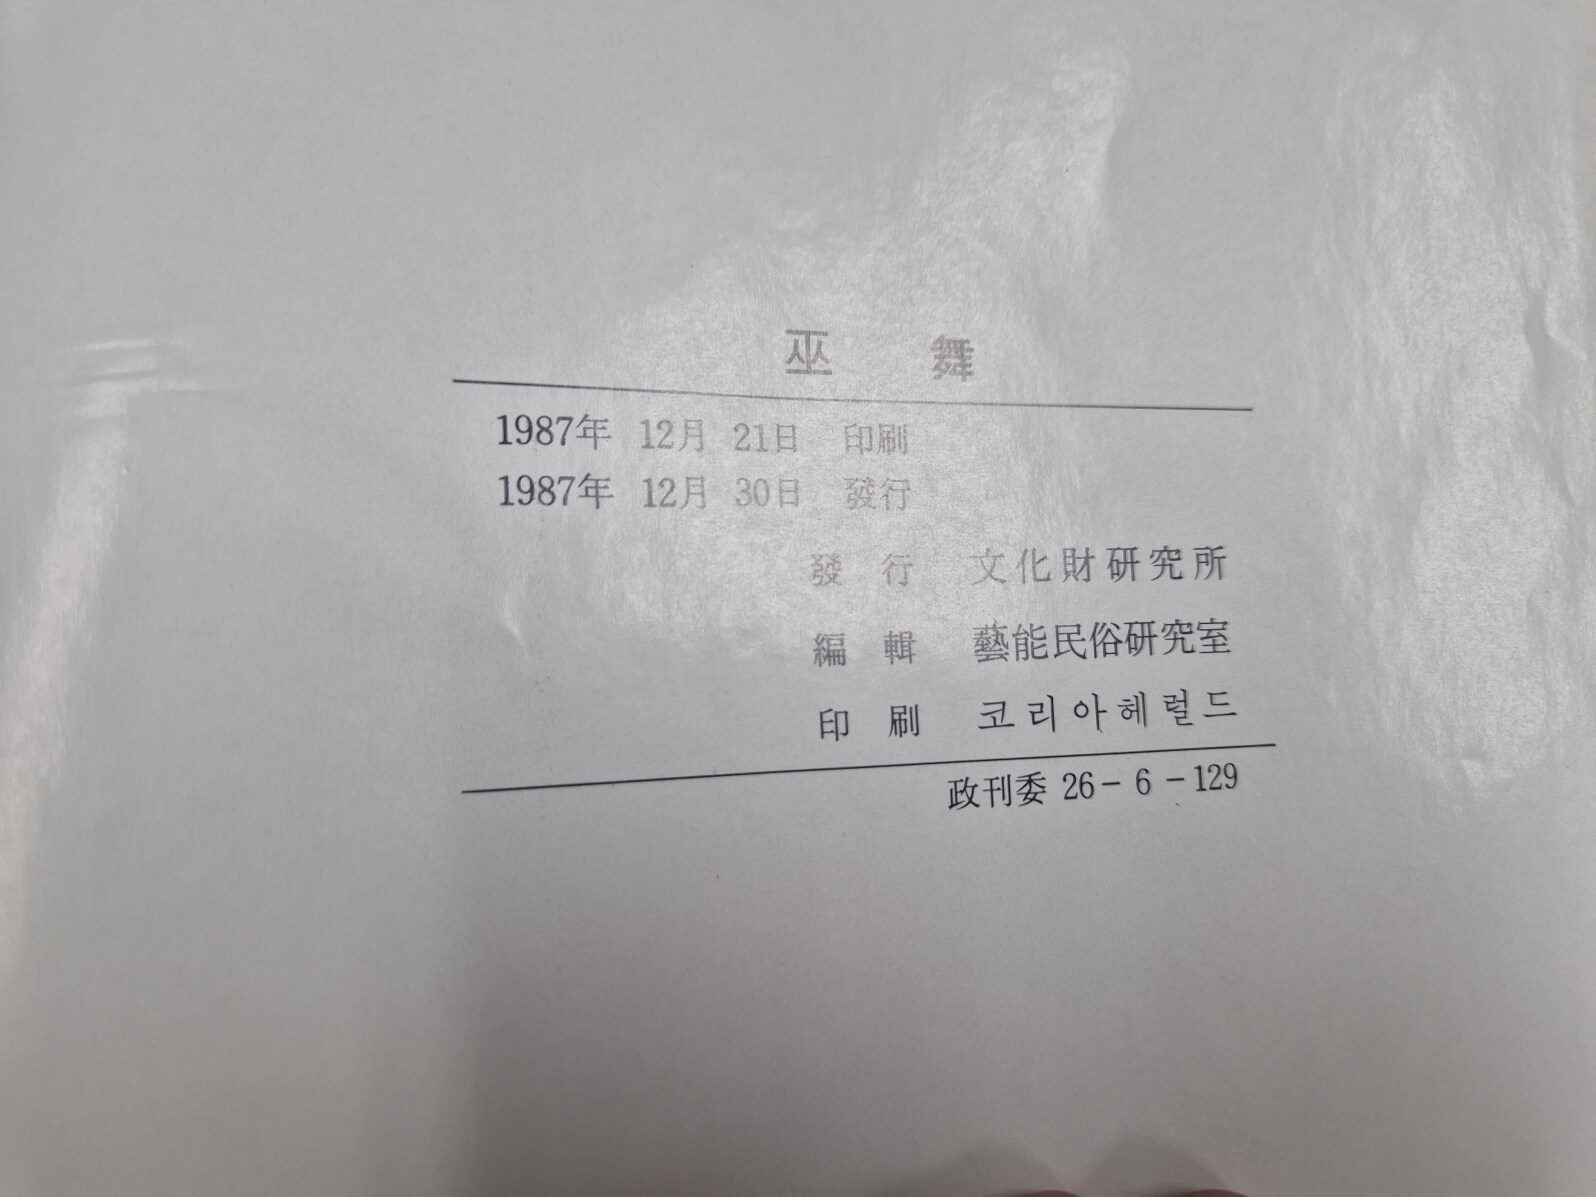 巫 舞
1987年 12月 21日 印刷
1987年 12月 30日 發行
發 行 文化財研究所
編 輯 藝能民俗研究室
印 刷 코리아헤럴드
政刊委 26-6-129